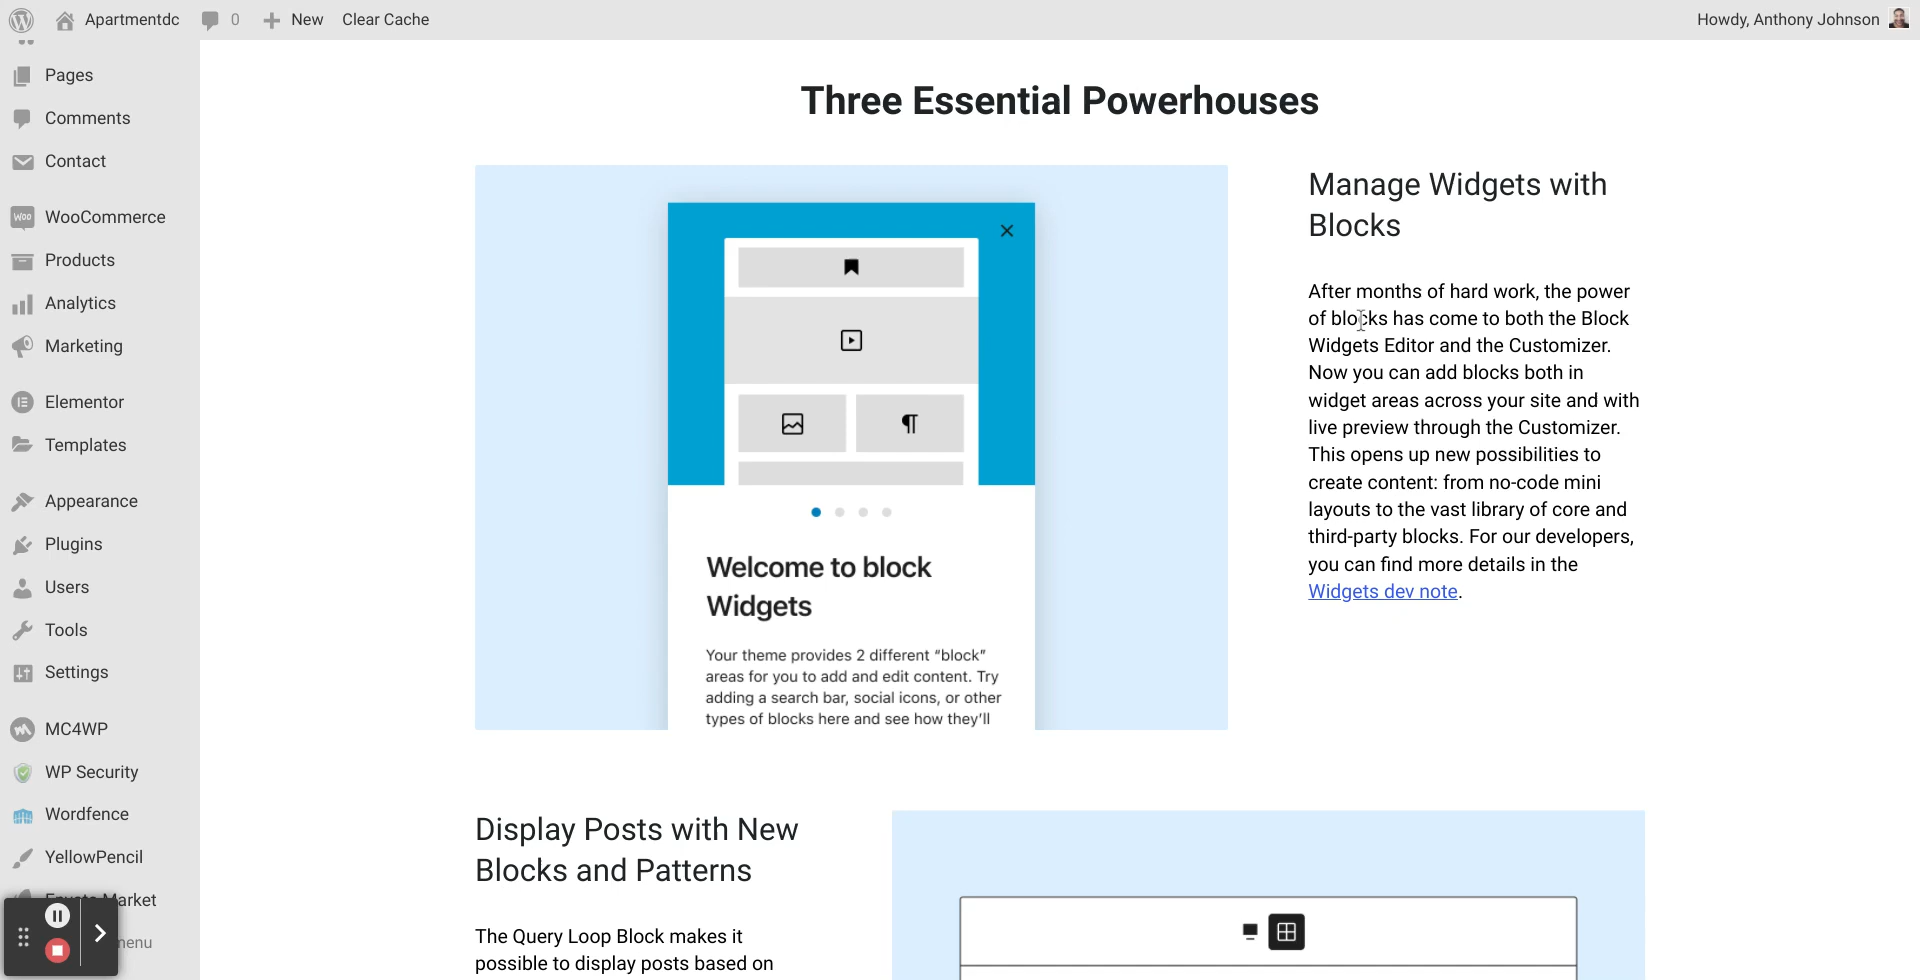 Apartmentdc
0
New
Clear Cache
Howdy, Anthony Johnson
Pages
Comments
Contact
Woo
WooCommerce
Products
Analytics
Marketing
Elementor
Templates
Appearance
Plugins
Users
Tools
Settings
MC4WP
WP Security
Wordfence
YellowPencil
Market
menu
Three Essential Powerhouses
Welcome to block
Widgets
Your theme provides 2 different “block”
areas for you to add and edit content. Try
adding a search bar, social icons, or other
types of blocks here and see how they’ll
Manage Widgets with
Blocks
After months of hard work, the power
of blocks has come to both the Block
Widgets Editor and the Customizer.
Now you can add blocks both in
widget areas across your site and with
live preview through the Customizer.
This opens up new possibilities to
create content: from no-code mini
layouts to the vast library of core and
third-party blocks. For our developers,
you can find more details in the
Widgets dev note.
Display Posts with New
Blocks and Patterns
The Query Loop Block makes it
possible to display posts based on